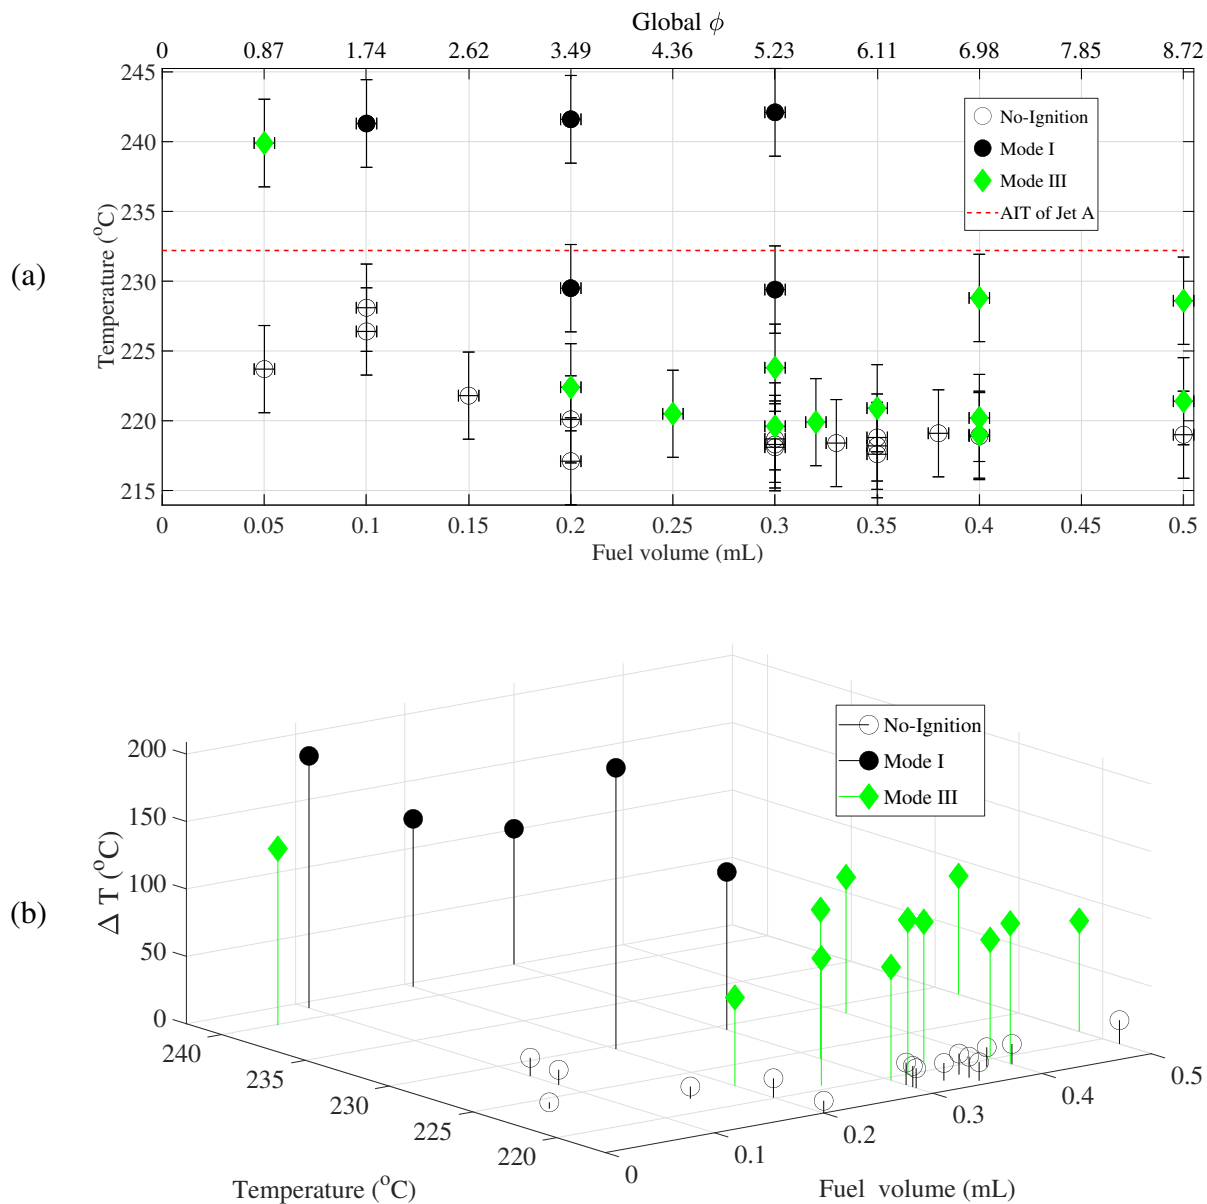 Global ϕ
0 0.87 1.74 2.62 3.49 4.36 5.23 6.11 6.98 7.85 8.72
245
240
235
230
225
220
215
Temperature (°C)
No-Ignition
Mode I
Mode III
AIT of Jet A
(a)
0 0.05 0.1 0.15 0.2 0.25 0.3 0.35 0.4 0.45 0.5
Fuel volume (mL)
No-Ignition
Mode I
Mode III
200
150
100
50
0
Δ T (°C)
(b)
240
235
230
225
220
0
0.1
0.2
0.3
0.4
0.5
Temperature (°C)
Fuel volume (mL)